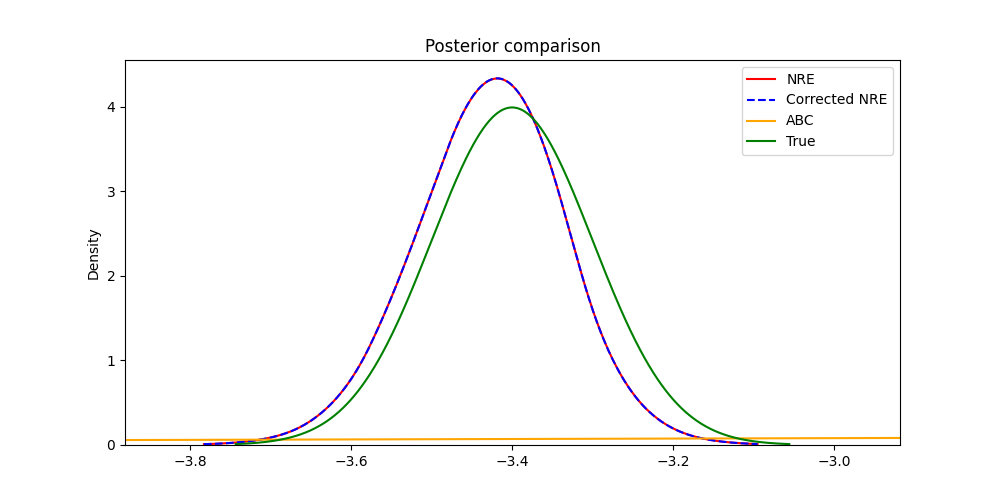 Posterior comparison
NRE
Corrected NRE
ABC
True
Density
4
3
2
1
0
−3.8
−3.6
−3.4
−3.2
−3.0